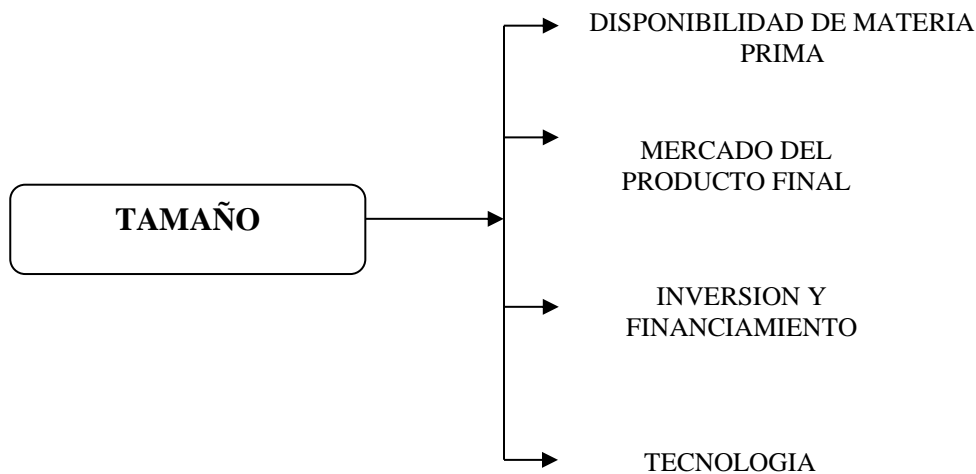 DISPONIBILIDAD DE MATERIA
PRIMA
MERCADO DEL
PRODUCTO FINAL
TAMAÑO
INVERSION Y
FINANCIAMIENTO
TECNOLOGIA